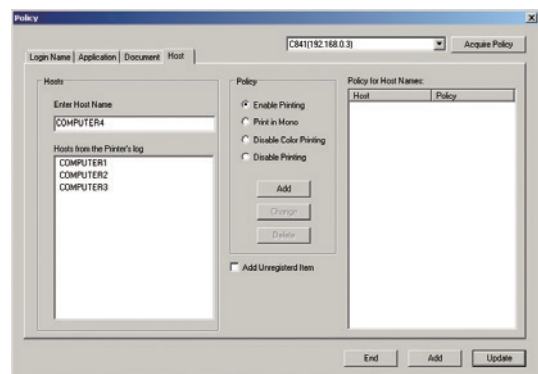 Policy
C841(192.168.0.3)
Acquire Policy
Login Name Application Document Host
Hosts
Enter Host Name
COMPUTER4
Hosts from the Printer's log
COMPUTER1
COMPUTER2
COMPUTER3
Policy
Enable Printing
Print in Mono
Disable Color Printing
Disable Printing
Add
Change
Delete
Add Unregisterd Item
Policy for Host Names:
Host Policy
End Add Update